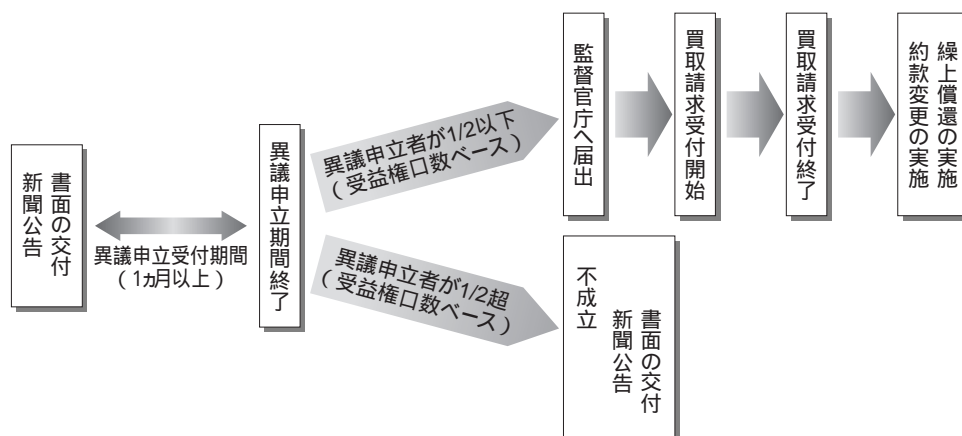 書面の交付
新聞公告
異議申立受付期間
(1ヵ月以上)
異議申立期間終了
異議申立者が1/2以下
(受益権口数ベース)
監督官庁へ届出
買取請求受付開始
買取請求受付終了
繰上償還の実施
約款変更の実施
異議申立者が1/2超
(受益権口数ベース)
書面の交付
新聞公告
不成立